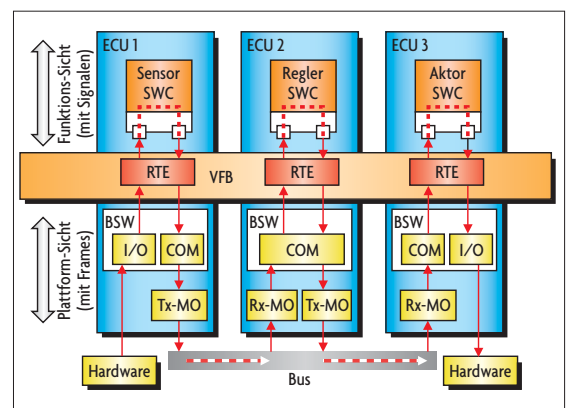 Funktions-Sicht
(mit Signalen)
Plattform-Sicht
(mit Frames)
ECU 1
Sensor
SWC
ECU 2
Regler
SWC
ECU 3
Aktor
SWC
RTE
VFB
RTE
RTE
BSW
I/O
COM
Tx-MO
BSW
COM
Rx-MO
Tx-MO
BSW
COM
I/O
Rx-MO
Hardware
Bus
Hardware